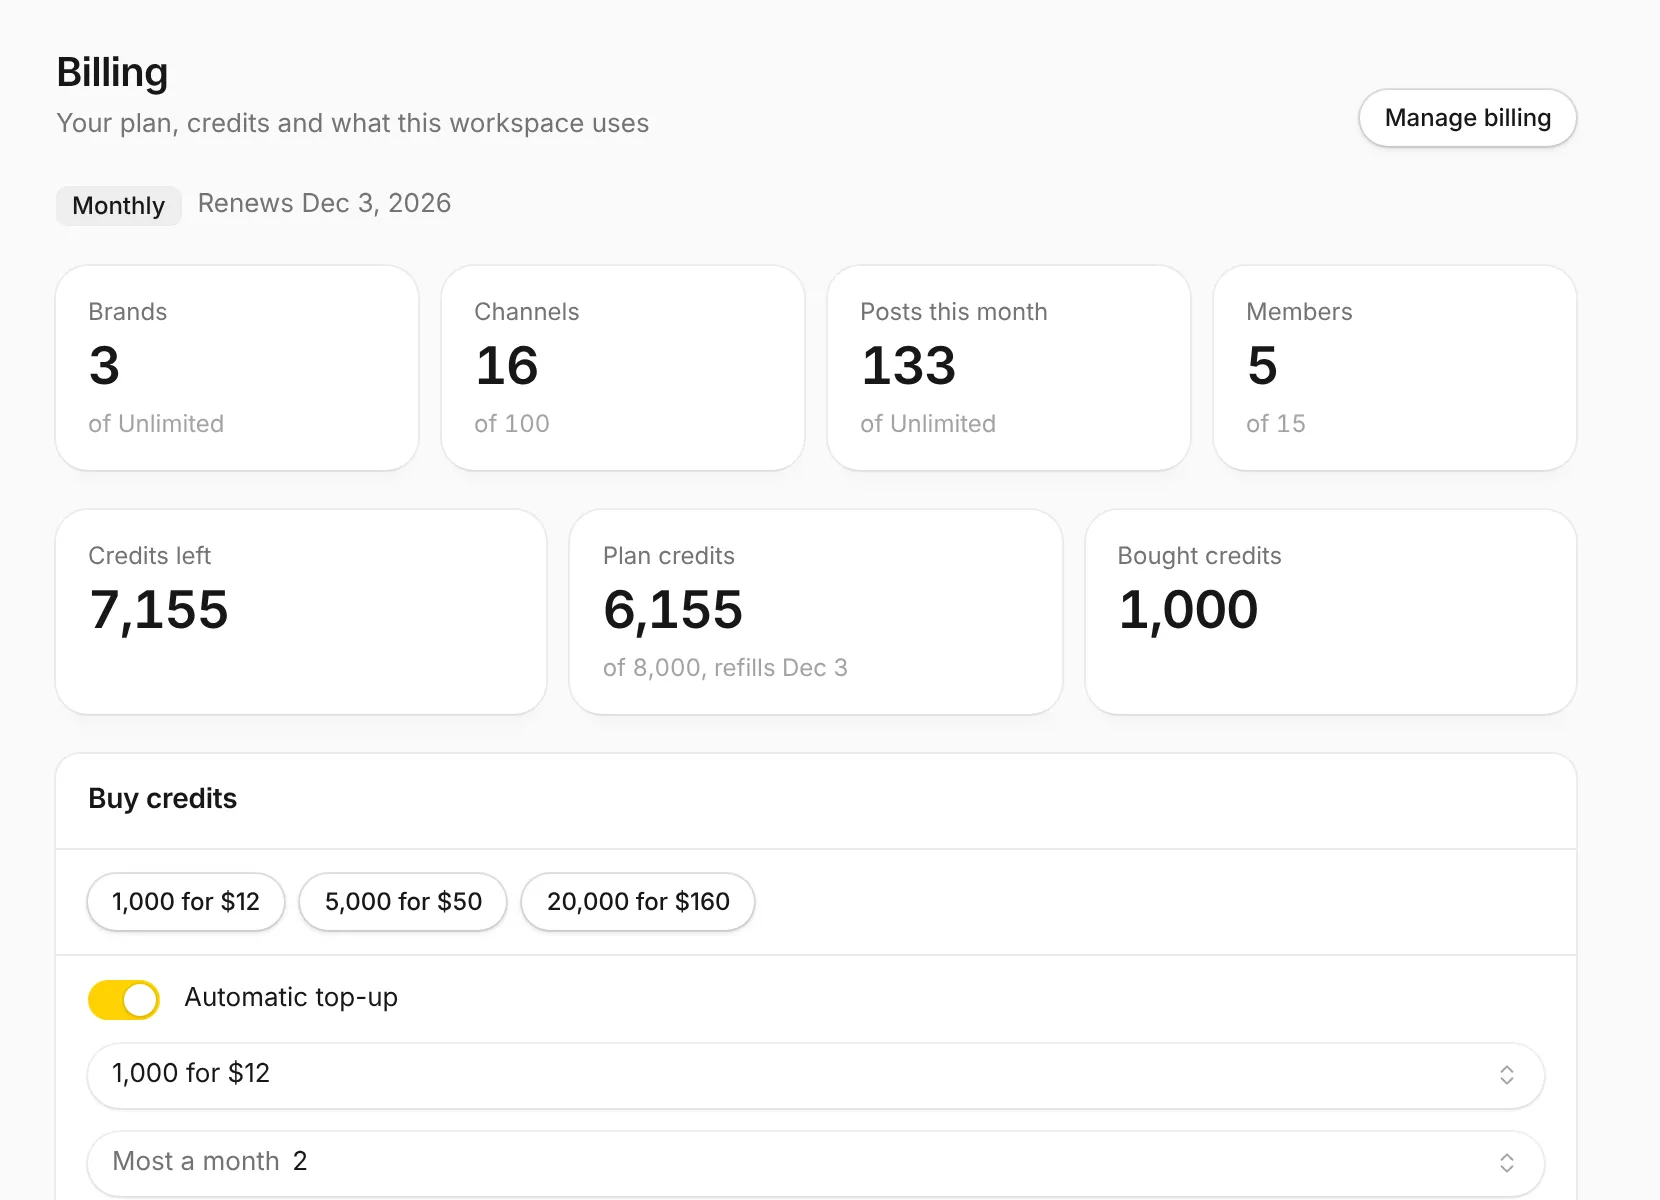 Billing
Your plan, credits and what this workspace uses
Manage billing
Monthly Renews Dec 3, 2026
Brands
3
of Unlimited
Channels
16
of 100
Posts this month
133
of Unlimited
Members
5
of 15
Credits left
7,155
Plan credits
6,155
of 8,000, refills Dec 3
Bought credits
1,000
Buy credits
1,000 for $12
5,000 for $50
20,000 for $160
Automatic top-up
1,000 for $12
Most a month 2